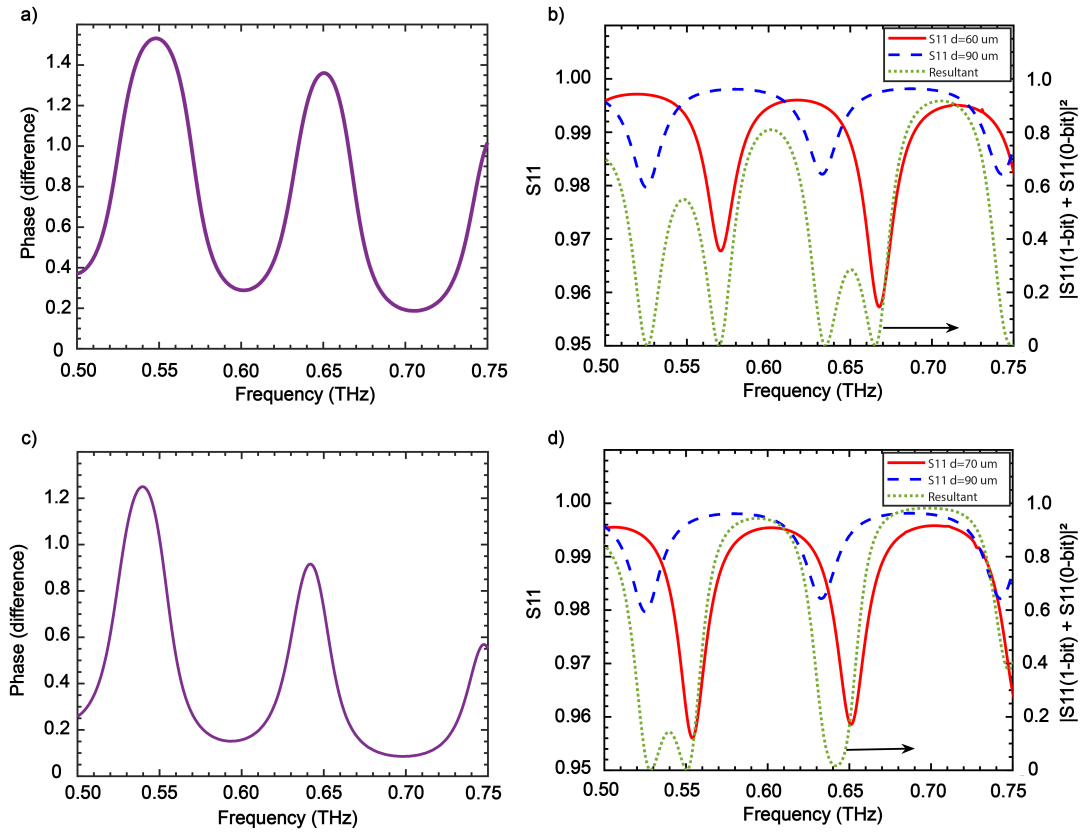 a)
1.4
1.2
1.0
0.8
0.6
0.4
0.2
0
Phase (difference)
0.50 0.55 0.60 0.65 0.70 0.75
Frequency (THz)
b)
S11 d=60 um
S11 d=90 um
Resultant
1.00
0.99
0.98
0.97
0.96
0.95
S11
1.0
0.8
0.6
0.4
0.2
0
|S11(1-bit) + S11(0-bit)|²
0.50 0.55 0.60 0.65 0.70 0.75
Frequency (THz)
c)
1.2
1.0
0.8
0.6
0.4
0.2
0
Phase (difference)
0.50 0.55 0.60 0.65 0.70 0.75
Frequency (THz)
d)
S11 d=70 um
S11 d=90 um
Resultant
1.00
0.99
0.98
0.97
0.96
0.95
S11
1.0
0.8
0.6
0.4
0.2
0
|S11(1-bit) + S11(0-bit)|²
0.50 0.55 0.60 0.65 0.70 0.75
Frequency (THz)